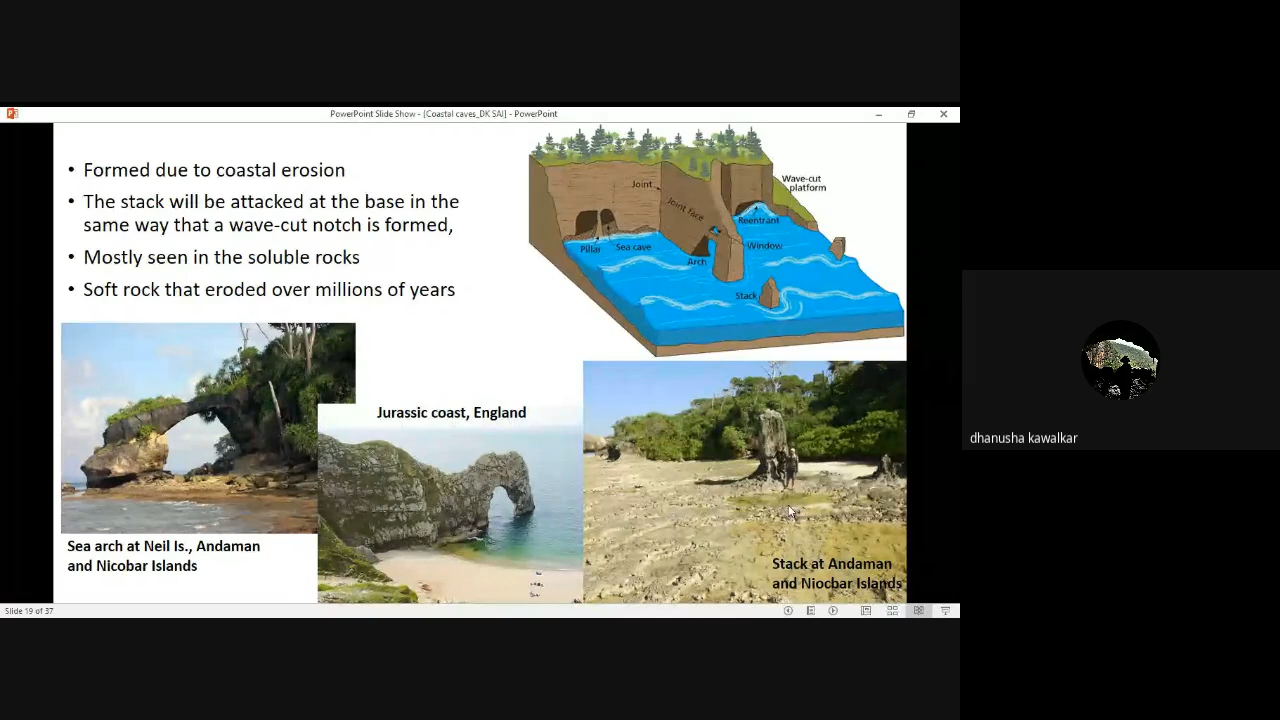 PowerPoint Slide Show - [Coastal caves_DK SAI] - PowerPoint
• Formed due to coastal erosion
• The stack will be attacked at the base in the
same way that a wave-cut notch is formed,
• Mostly seen in the soluble rocks
• Soft rock that eroded over millions of years
Joint
Joint face
Wave-cut
platform
Reentrant
Pillar
Sea cave
Window
Arch
Stack
Jurassic coast, England
Sea arch at Neil Is., Andaman
and Nicobar Islands
Stack at Andaman
and Niocbar Islands
Slide 19 of 37
dhanusha kawalkar